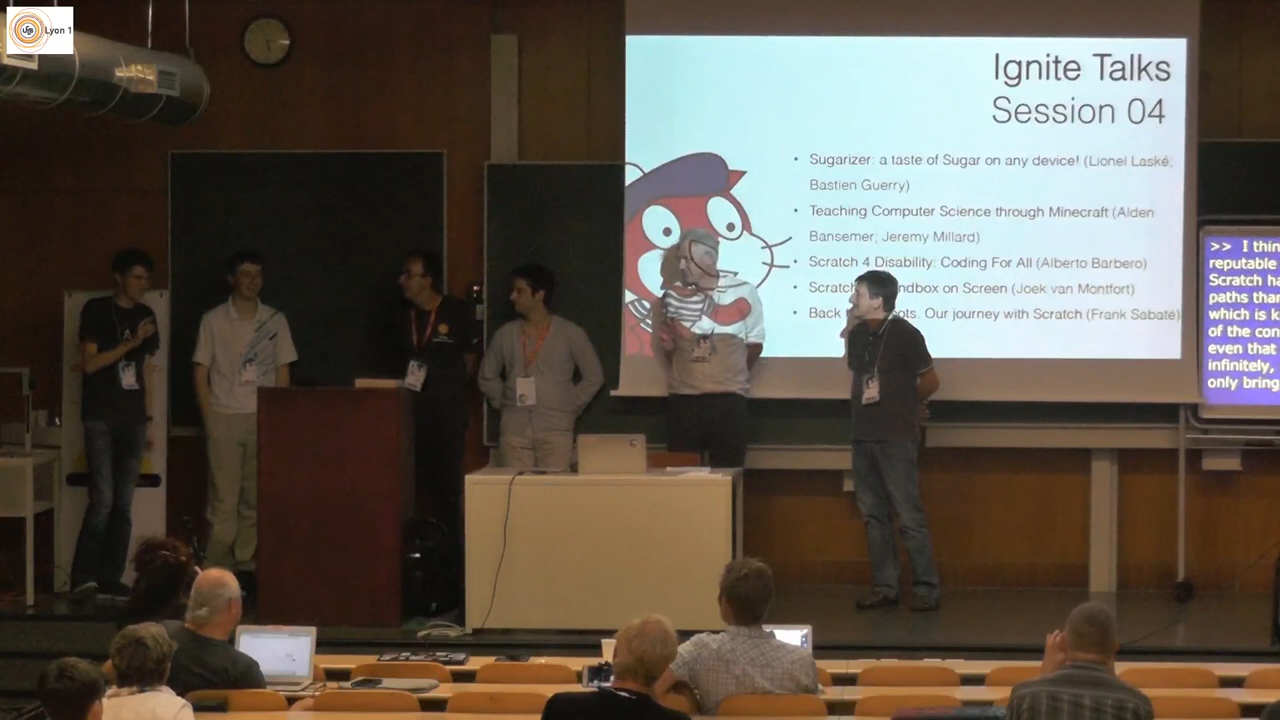 Lyon 1
Ignite Talks
Session 04
• Sugarizer: a taste of Sugar on any device! (Lionel Laské;
Bastien Guerry)
• Teaching Computer Science through Minecraft (Alden
Bansemer; Jeremy Millard)
• Scratch 4 Disability: Coding For All (Alberto Barbero)
• Scratch ndbox on Screen (Joek van Montfort)
• Back ots. Our journey with Scratch (Frank Sabaté)
>> I thin
reputable
Scratch ha
paths than
which is k
of the con
even that
infinitely,
only bring